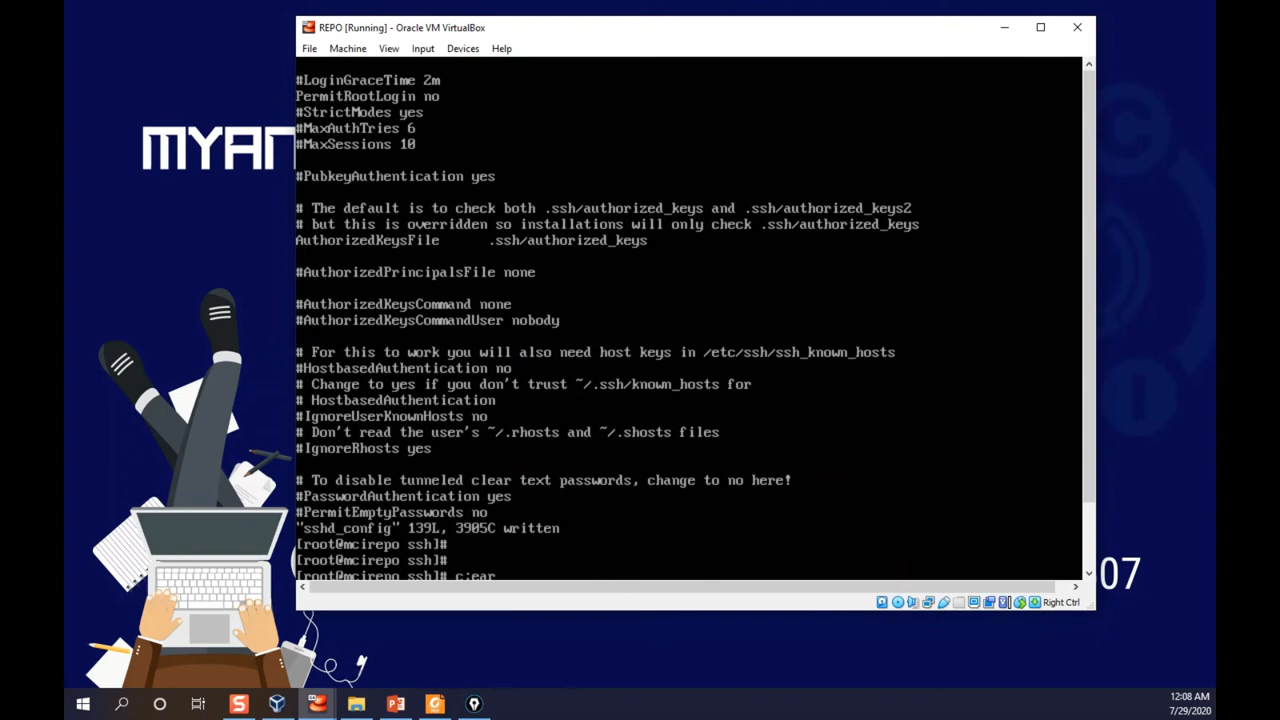 REPO [Running] - Oracle VM VirtualBox
File Machine View Input Devices Help
#LoginGraceTime 2m
PermitRootLogin no
#StrictModes yes
#MaxAuthTries 6
#MaxSessions 10
#PubkeyAuthentication yes
# The default is to check both .ssh/authorized_keys and .ssh/authorized_keys2
# but this is overridden so installations will only check .ssh/authorized_keys
AuthorizedKeysFile      .ssh/authorized_keys
#AuthorizedPrincipalsFile none
#AuthorizedKeysCommand none
#AuthorizedKeysCommandUser nobody
# For this to work you will also need host keys in /etc/ssh/ssh_known_hosts
#HostbasedAuthentication no
# Change to yes if you don't trust ~/.ssh/known_hosts for
# HostbasedAuthentication
#IgnoreUserKnownHosts no
# Don't read the user's ~/.rhosts and ~/.shosts files
#IgnoreRhosts yes
# To disable tunneled clear text passwords, change to no here!
#PasswordAuthentication yes
#PermitEmptyPasswords no
"sshd_config" 139L, 3905C written
[root@mcirepo ssh]#
[root@mcirepo ssh]#
[root@mcirepo ssh]# c;ear
Right Ctrl
MYAN
07
12:08 AM
7/29/2020